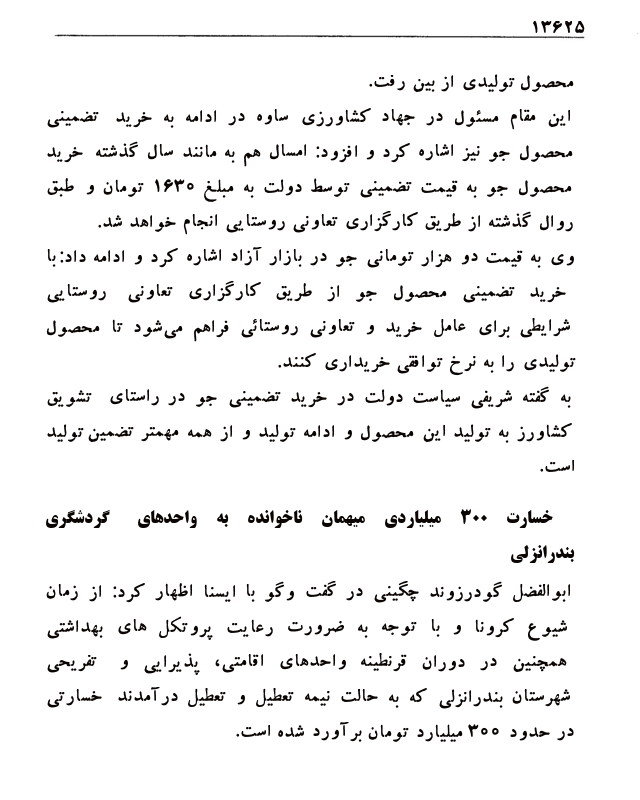 ۱۳۶۲۵
محصول تولیدی از بین رفت.
این مقام مسئول در جهاد کشاورزی ساوه در ادامه به خرید تضمینی
محصول جو نیز اشاره کرد و افزود: امسال هم به مانند سال گذشته خرید
محصول جو به قیمت تضمینی توسط دولت به مبلغ ۱۶۳۰ تومان و طبق
روال گذشته از طریق کارگزاری تعاونی روستایی انجام خواهد شد.
وی به قیمت دو هزار تومانی جو در بازار آزاد اشاره کرد و ادامه داد:با
خرید تضمینی محصول جو از طریق کارگزاری تعاونی روستایی
شرایطی برای عامل خرید و تعاونی روستائی فراهم می‌شود تا محصول
تولیدی را به نرخ توافقی خریداری کنند.
به گفته شریفی سیاست دولت در خرید تضمینی جو در راستای تشویق
کشاورز به تولید این محصول و ادامه تولید و از همه مهمتر تضمین تولید
است.
خسارت ۳۰۰ میلیاردی میهمان ناخوانده به واحدهای گردشگری
بندرانزلی
ابوالفضل گودرزوند چگینی در گفت وگو با ایسنا اظهار کرد: از زمان
شیوع کرونا و با توجه به ضرورت رعایت پروتکل های بهداشتی
همچنین در دوران قرنطینه واحدهای اقامتی، پذیرایی و تفریحی
شهرستان بندرانزلی که به حالت نیمه تعطیل و تعطیل درآمدند خسارتی
در حدود ۳۰۰ میلیارد تومان برآورد شده است.